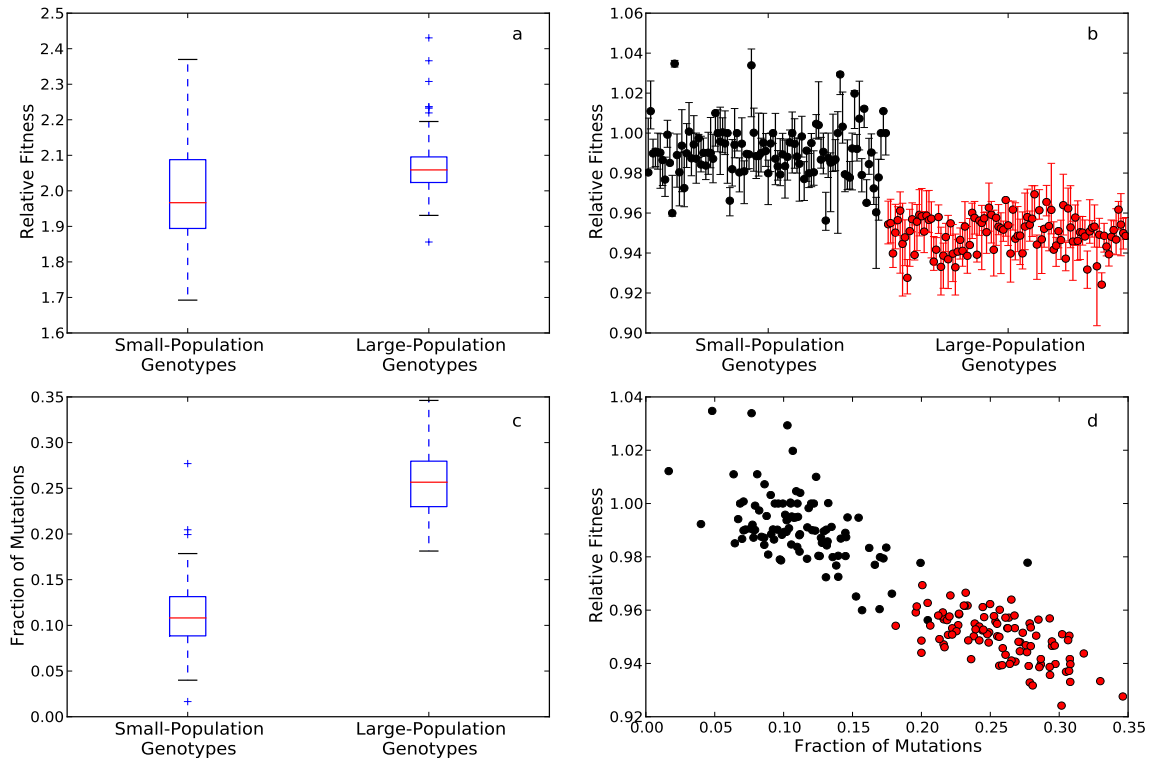 a
2.5
2.4
2.3
2.2
2.1
2.0
1.9
1.8
1.7
1.6
Relative Fitness
Small-Population
Genotypes
Large-Population
Genotypes
b
1.06
1.04
1.02
1.00
0.98
0.96
0.94
0.92
0.90
Relative Fitness
Small-Population
Genotypes
Large-Population
Genotypes
c
0.35
0.30
0.25
0.20
0.15
0.10
0.05
0.00
Fraction of Mutations
Small-Population
Genotypes
Large-Population
Genotypes
d
1.04
1.02
1.00
0.98
0.96
0.94
0.92
Relative Fitness
0.00 0.05 0.10 0.15 0.20 0.25 0.30 0.35
Fraction of Mutations